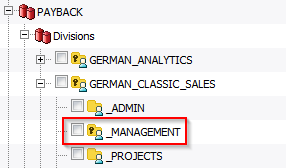 PAYBACK
Divisions
GERMAN_ANALYTICS
GERMAN_CLASSIC_SALES
_ADMIN
_MANAGEMENT
_PROJECTS